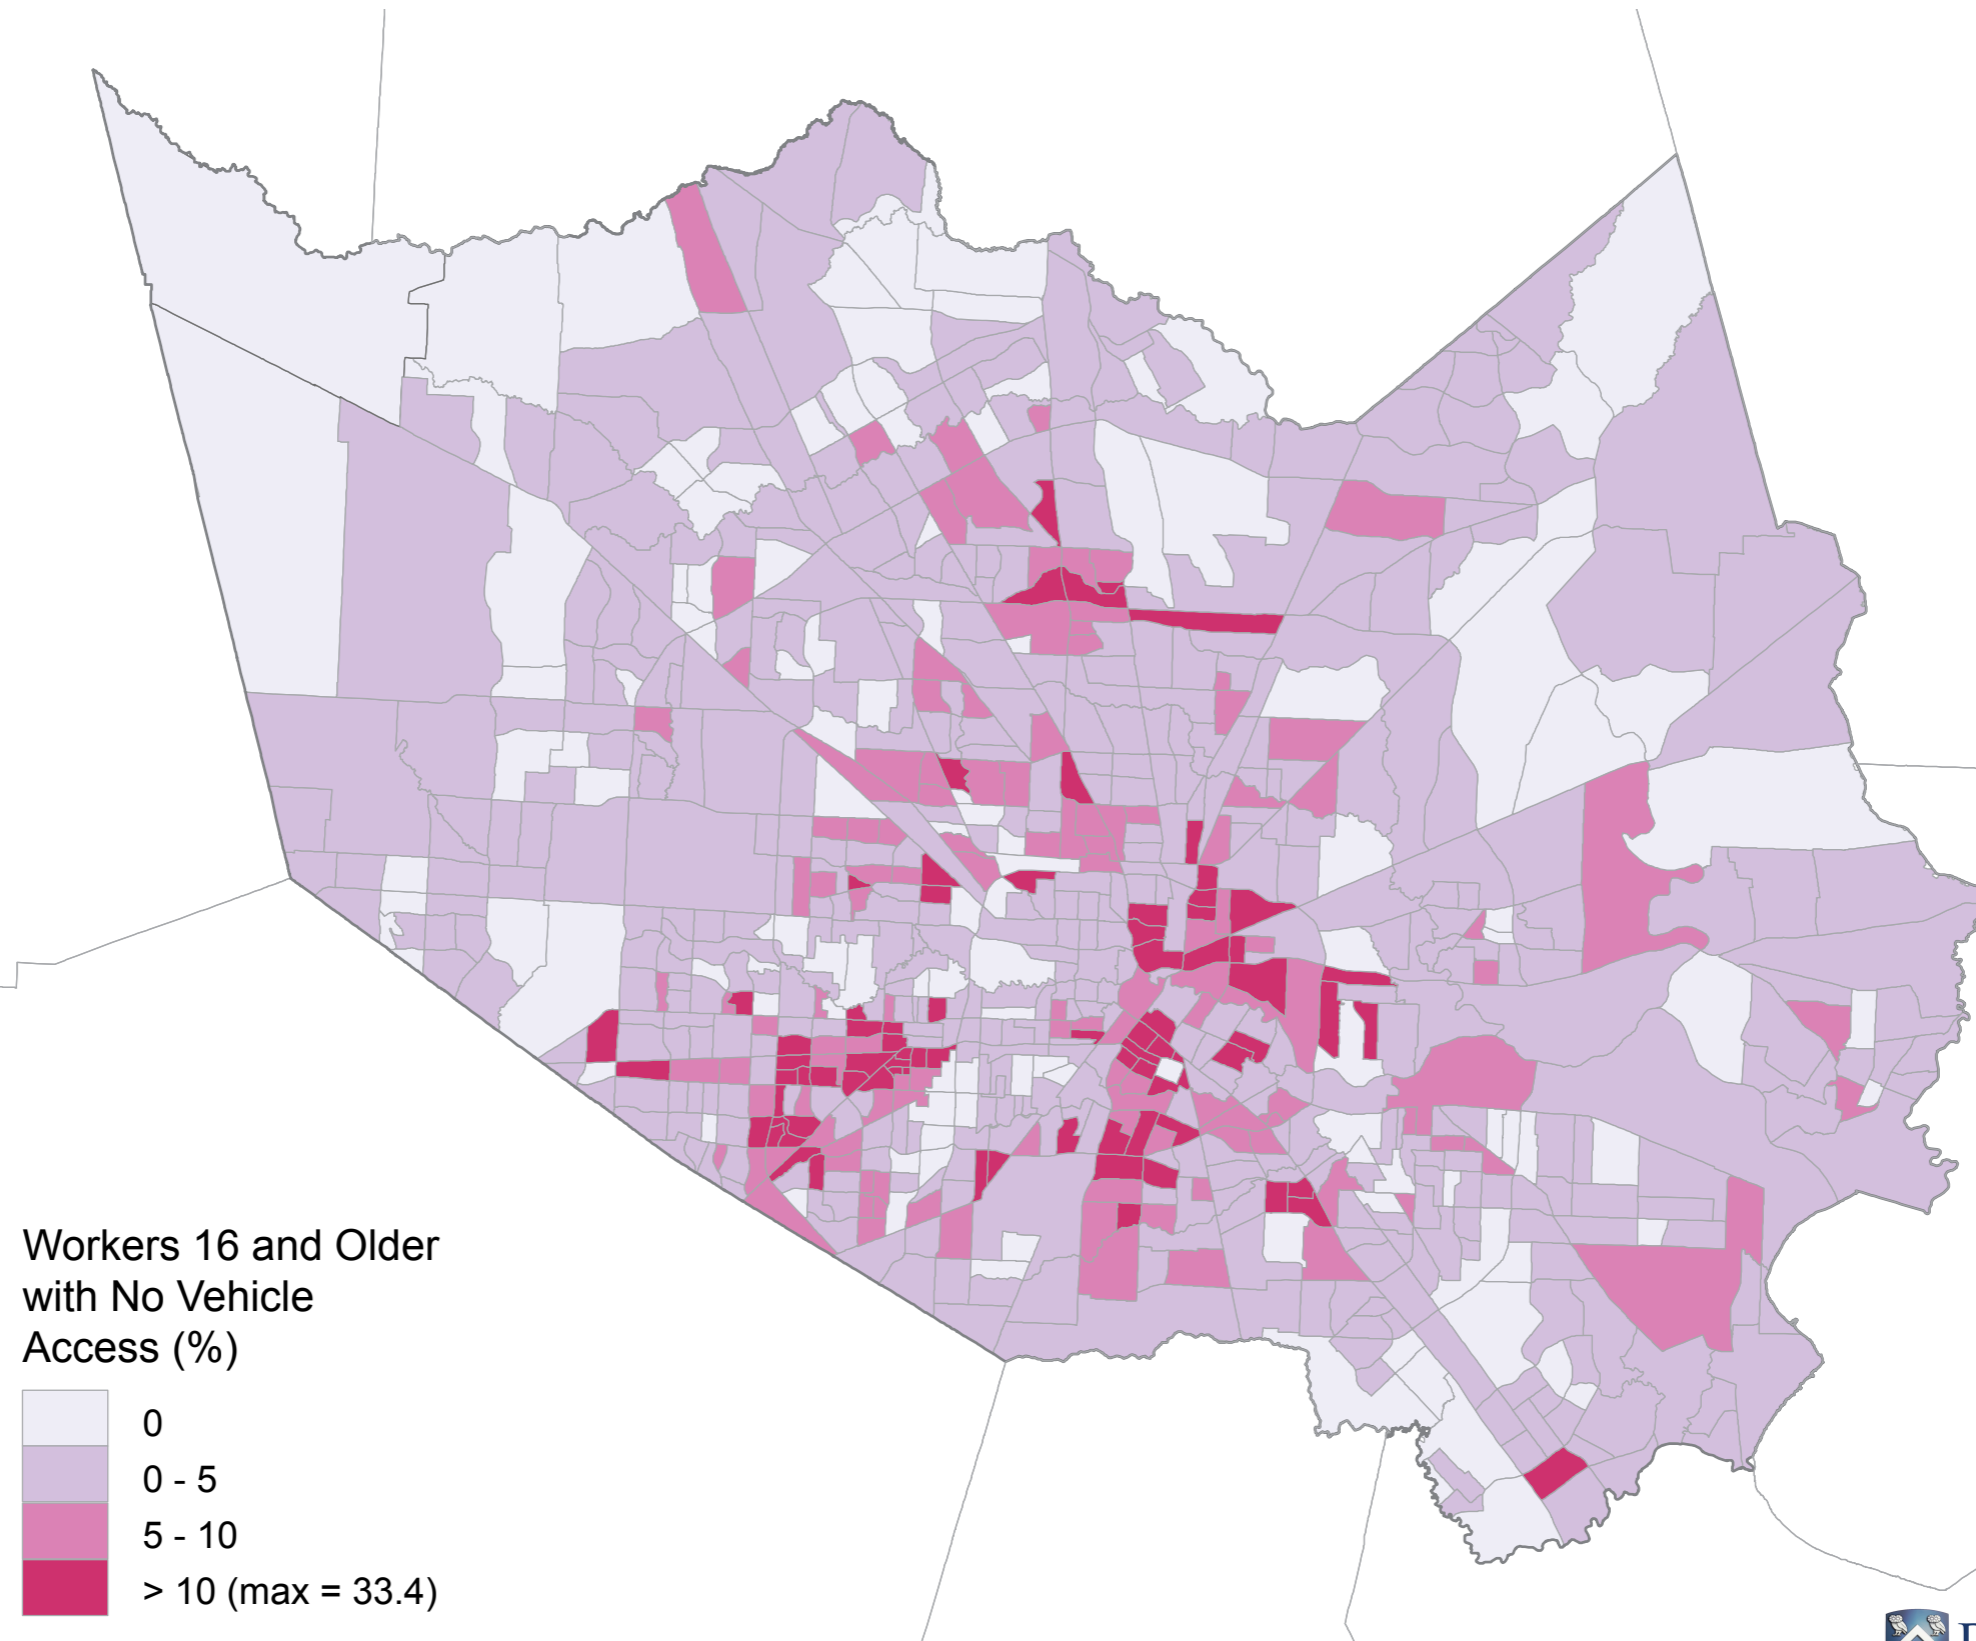 Workers 16 and Older
with No Vehicle
Access (%)
0
0 - 5
5 - 10
> 10 (max = 33.4)